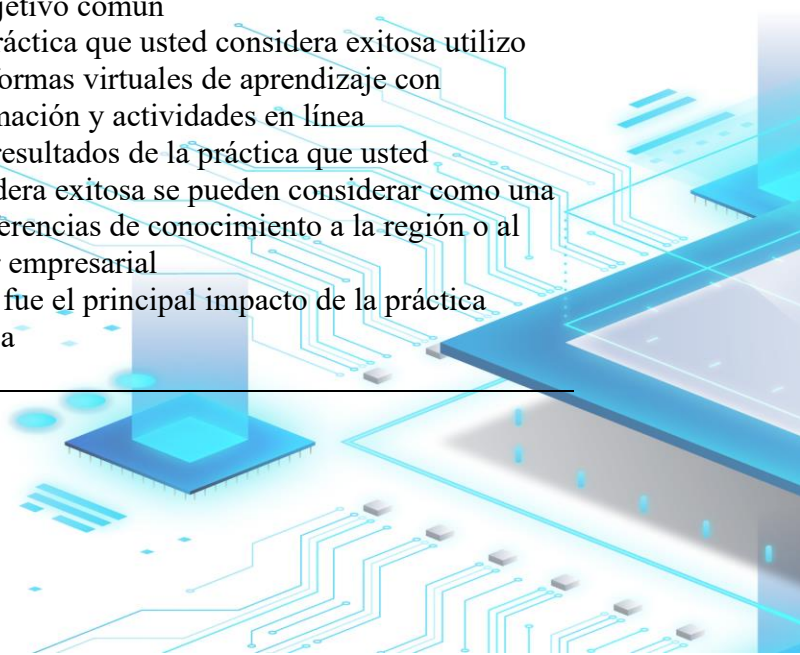 jetivo común
ráctica que usted considera exitosa utilizo
ormas virtuales de aprendizaje con
mación y actividades en línea
resultados de la práctica que usted
dera exitosa se pueden considerar como una
erencias de conocimiento a la región o al
r empresarial
fue el principal impacto de la práctica
a